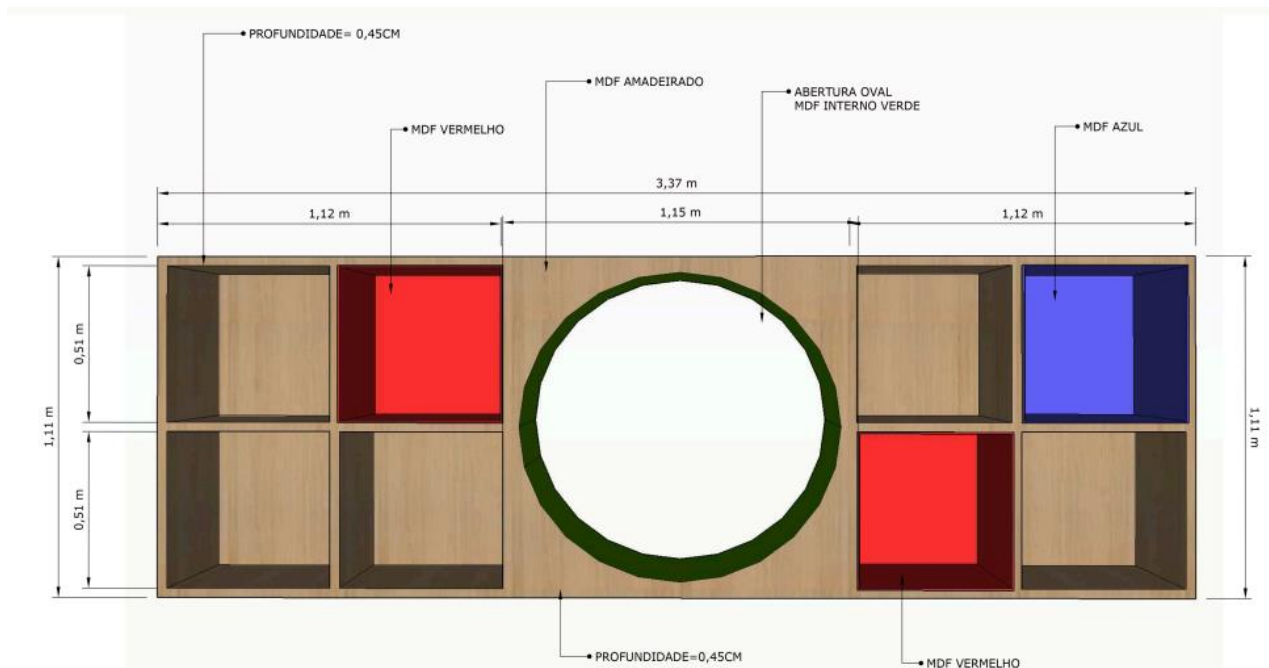 PROFUNDIDADE= 0,45CM
MDF AMADEIRADO
ABERTURA OVAL
MDF INTERNO VERDE
MDF VERMELHO
MDF AZUL
3,37 m
1,12 m
1,15 m
1,12 m
0,51 m
1,11 m
1,11 m
0,51 m
PROFUNDIDADE=0,45CM
MDF VERMELHO